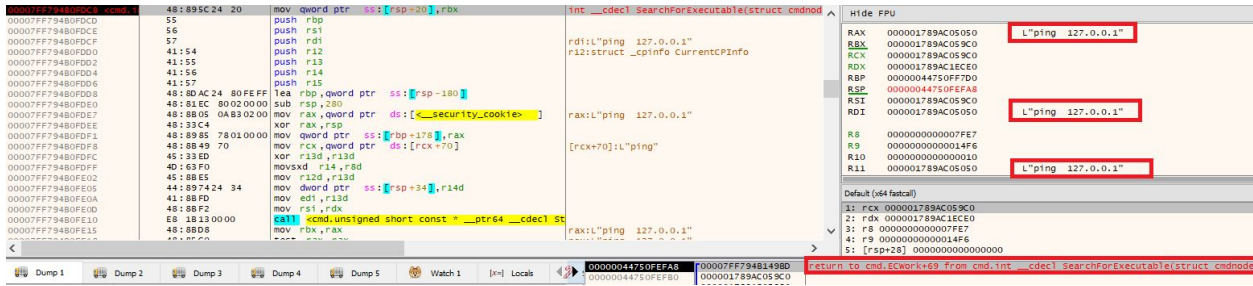 00007FF794B0FDC8 <cmd.i 48:895C24 20 mov qword ptr ss:[rsp+20],rbx int __cdecl SearchForExecutable(struct cmdnod
00007FF794B0FDCD 55 push rbp
00007FF794B0FDCE 56 push rsi
00007FF794B0FDCF 57 push rdi rdi:L"ping 127.0.0.1"
00007FF794B0FDD0 41:54 push r12 r12:struct _cpinfo CurrentCPInfo
00007FF794B0FDD2 41:55 push r13
00007FF794B0FDD4 41:56 push r14
00007FF794B0FDD6 41:57 push r15
00007FF794B0FDD8 48:8DAC24 80FEFF lea rbp,qword ptr ss:[rsp-180]
00007FF794B0FDE0 48:81EC 80020000 sub rsp,280
00007FF794B0FDE7 48:8B05 0AB30200 mov rax,qword ptr ds:[<__security_cookie> ] rax:L"ping 127.0.0.1"
00007FF794B0FDEE 48:33C4 xor rax,rsp
00007FF794B0FDF1 48:8985 78010000 mov qword ptr ss:[rbp+178],rax
00007FF794B0FDF8 48:8B49 70 mov rcx,qword ptr ds:[rcx+70] [rcx+70]:L"ping"
00007FF794B0FDFC 45:33ED xor r13d,r13d
00007FF794B0FDFF 4D:63F0 movsxd r14,r8d
00007FF794B0FE02 45:8BE5 mov r12d,r13d
00007FF794B0FE05 44:897424 34 mov dword ptr ss:[rsp+34],r14d
00007FF794B0FE0A 41:8BFD mov edi,r13d
00007FF794B0FE0D 48:8BF2 mov rsi,rdx
00007FF794B0FE10 E8 1B130000 call <cmd.unsigned short const * __ptr64 __cdecl St
00007FF794B0FE15 48:8BD8 mov rbx,rax rax:L"ping 127.0.0.1"
Hide FPU
RAX 000001789AC05050 L"ping 127.0.0.1"
RBX 000001789AC059C0
RCX 000001789AC059C0
RDX 000001789AC1ECE0
RBP 00000044750FF7D0
RSP 00000044750FEFA8
RSI 000001789AC059C0
RDI 000001789AC05050 L"ping 127.0.0.1"
R8 0000000000007FE7
R9 00000000000014F6
R10 0000000000000010
R11 000001789AC05050 L"ping 127.0.0.1"
Default (x64 fastcall)
1: rcx 000001789AC059C0
2: rdx 000001789AC1ECE0
3: r8 0000000000007FE7
4: r9 00000000000014F6
5: [rsp+28] 0000000000000000
Dump 1 Dump 2 Dump 3 Dump 4 Dump 5 Watch 1 [x=] Locals
00000044750FEFA8 00007FF794B149BD return to cmd.ECWork+69 from cmd.int __cdecl SearchForExecutable(struct cmdnode
00000044750FEFB0 000001789AC059C0